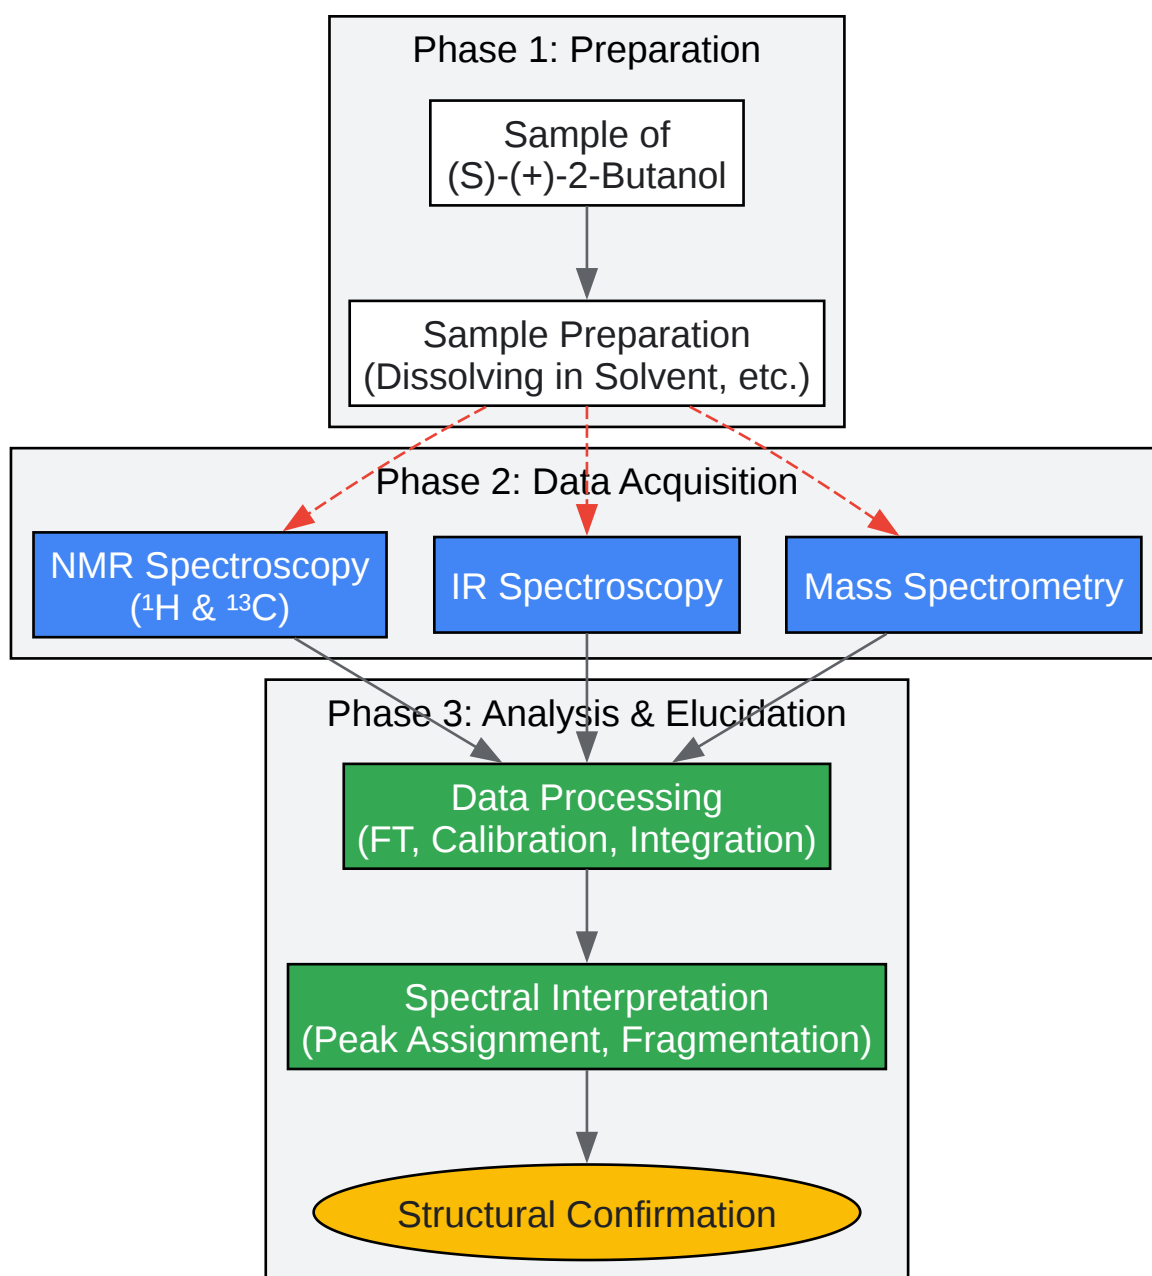 Phase 1: Preparation
Sample of
(S)-(+)-2-Butanol
Sample Preparation
(Dissolving in Solvent, etc.)
Phase 2: Data Acquisition
NMR Spectroscopy
(¹H & ¹³C)
IR Spectroscopy
Mass Spectrometry
Phase 3: Analysis & Elucidation
Data Processing
(FT, Calibration, Integration)
Spectral Interpretation
(Peak Assignment, Fragmentation)
Structural Confirmation